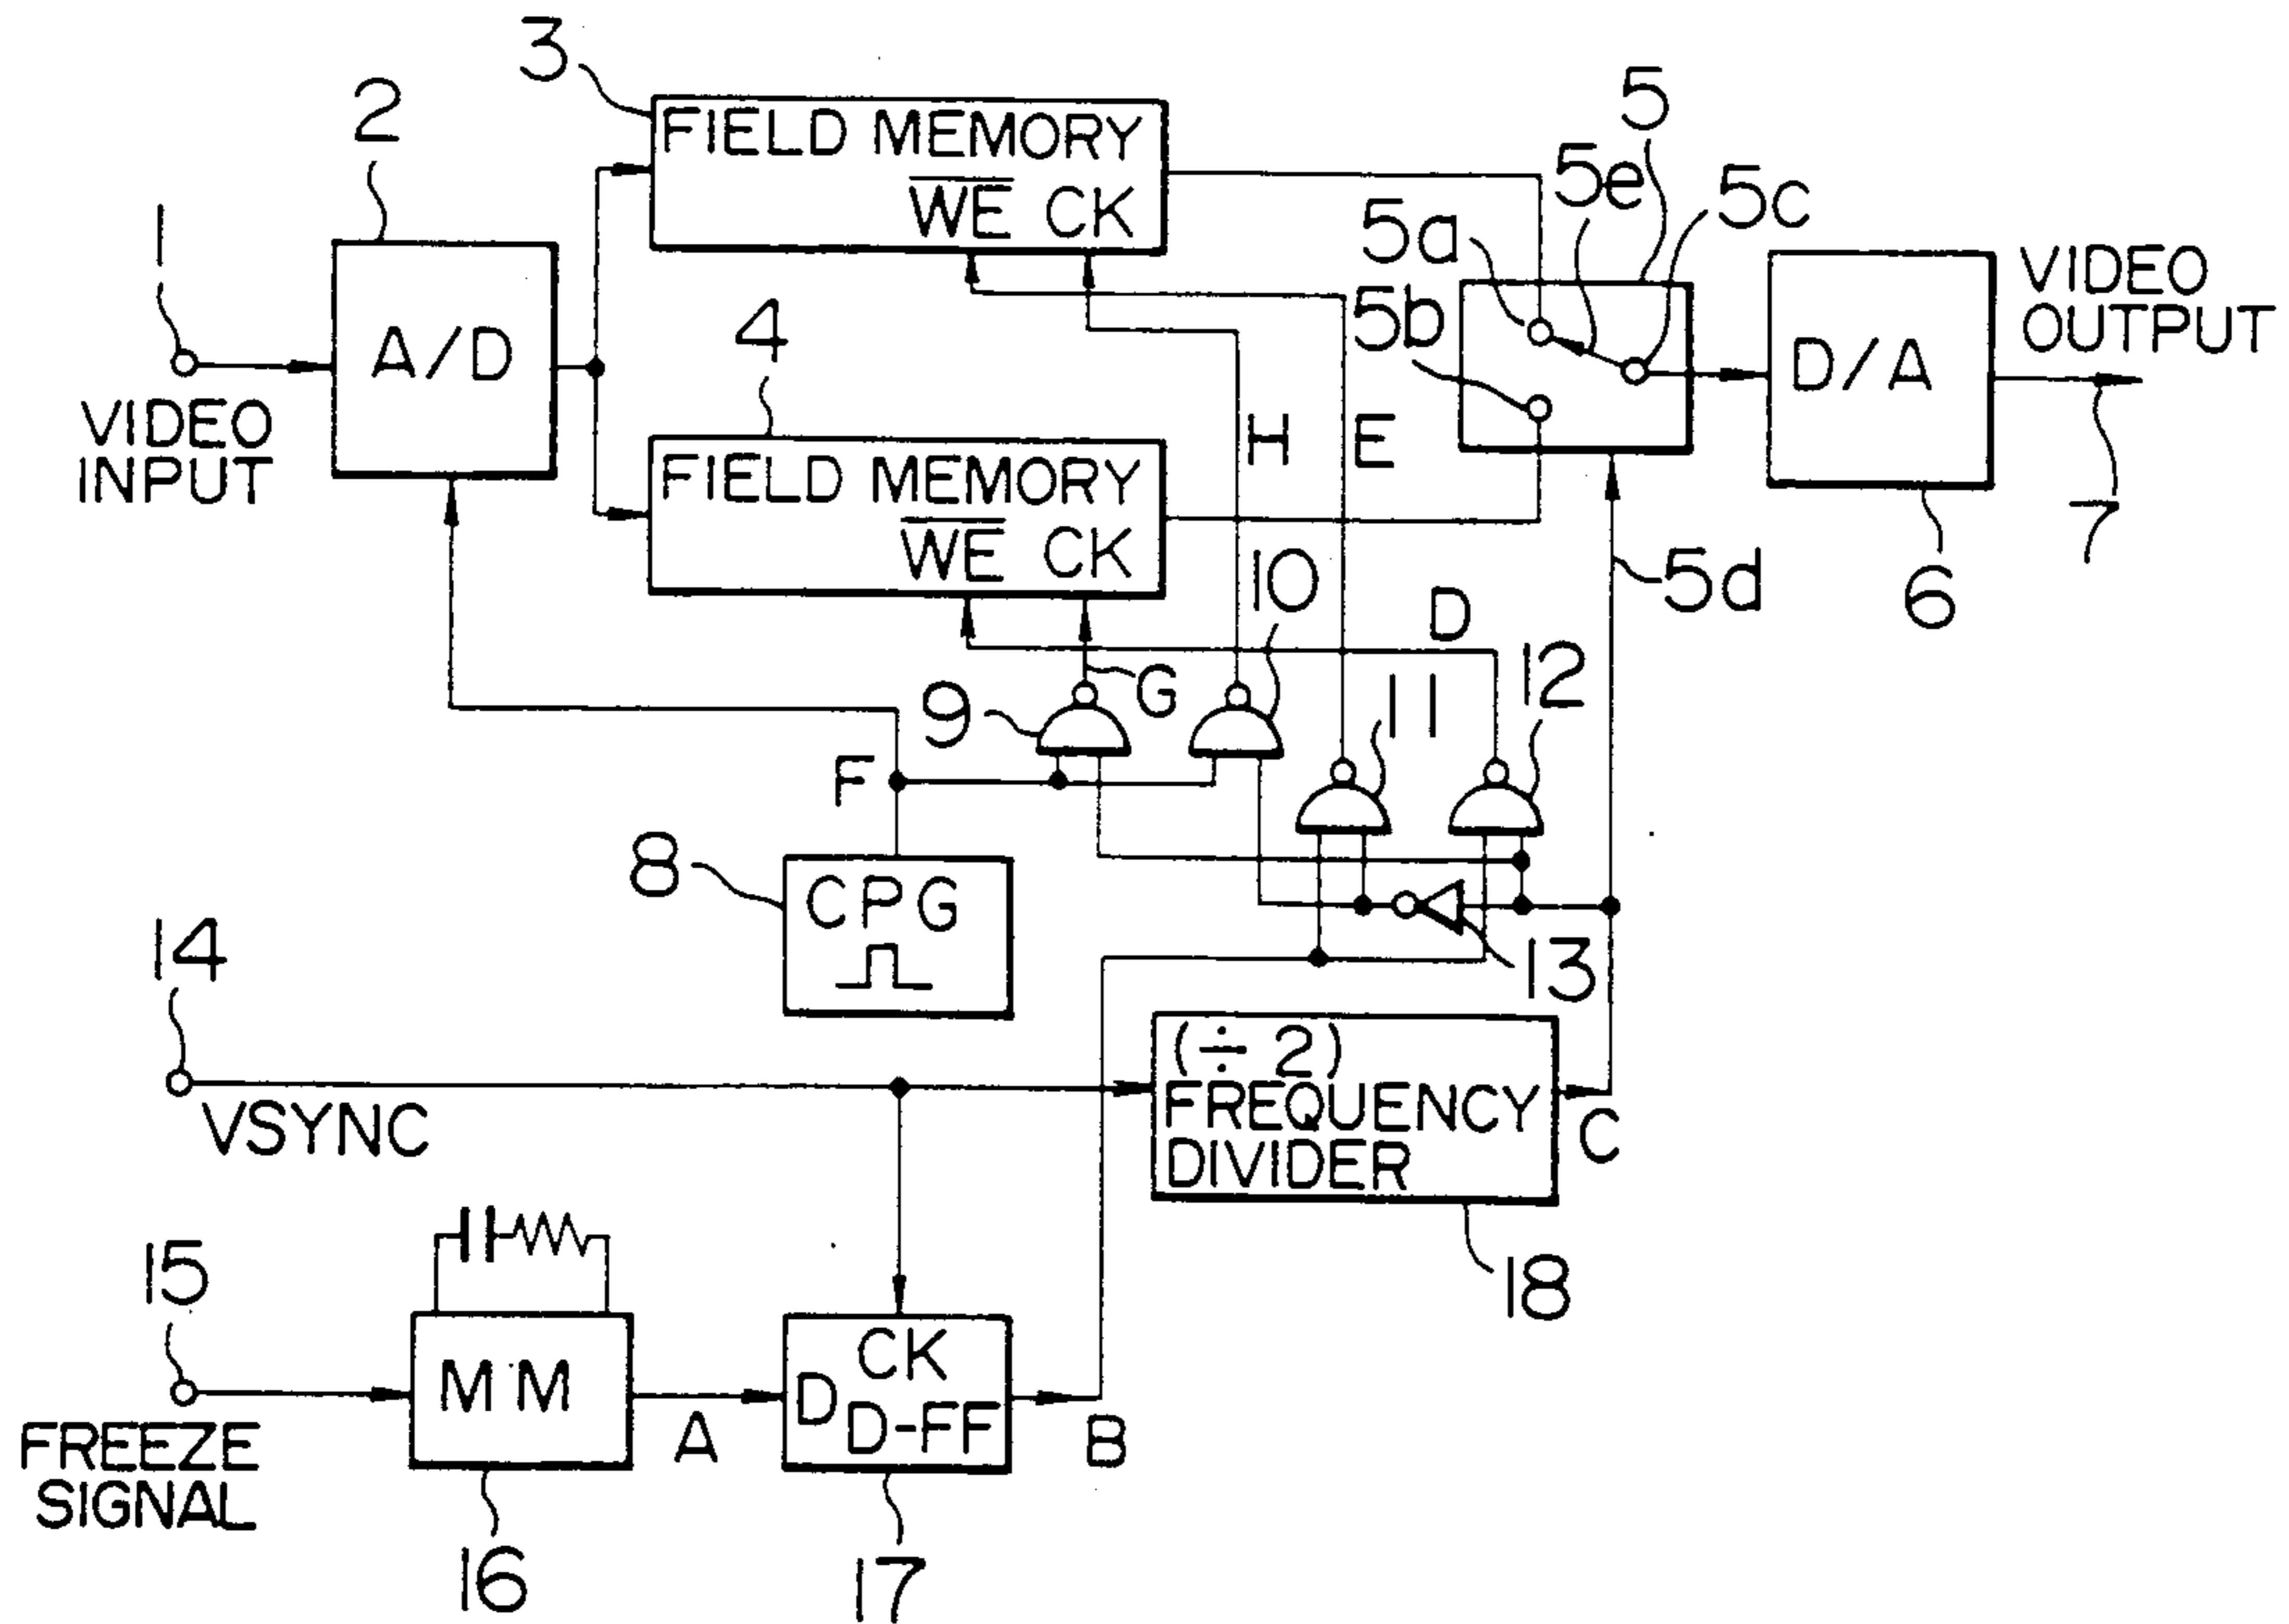 3
FIELD MEMORY
WE CK
2
A/D
1
VIDEO
INPUT
4
FIELD MEMORY
WE CK
5
5a
5e
5c
5b
5d
D/A
6
VIDEO
OUTPUT
7
H
E
D
G
F
9
10
11
12
13
8
CPG
14
VSYNC
(÷2)
FREQUENCY
DIVIDER
C
18
15
FREEZE
SIGNAL
MM
16
A
CK
D
D-FF
17
B